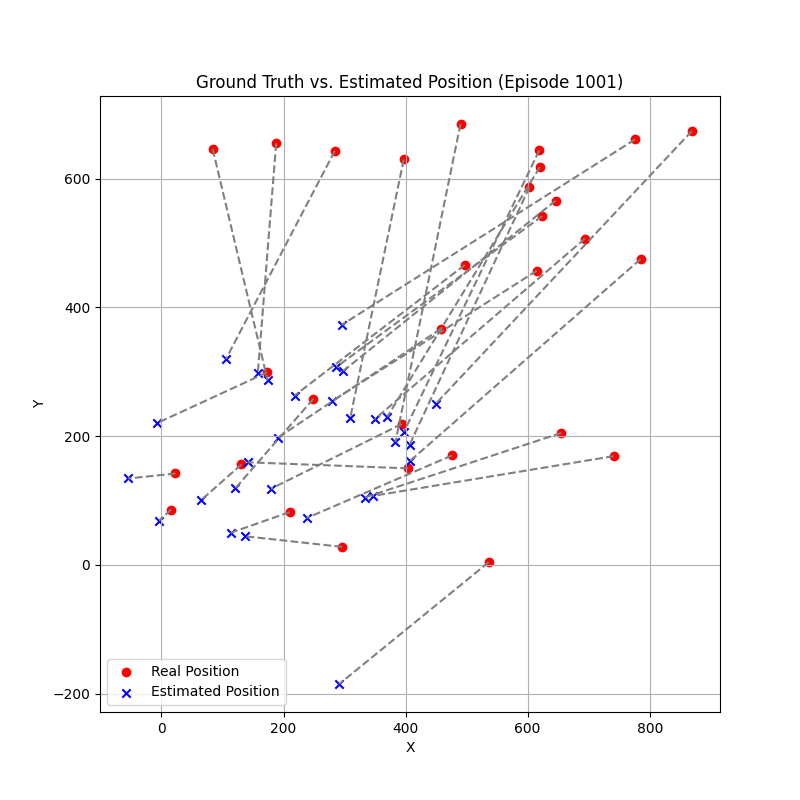 Ground Truth vs. Estimated Position (Episode 1001)
600
400
200
0
−200
Y
Real Position
Estimated Position
0 200 400 600 800
X